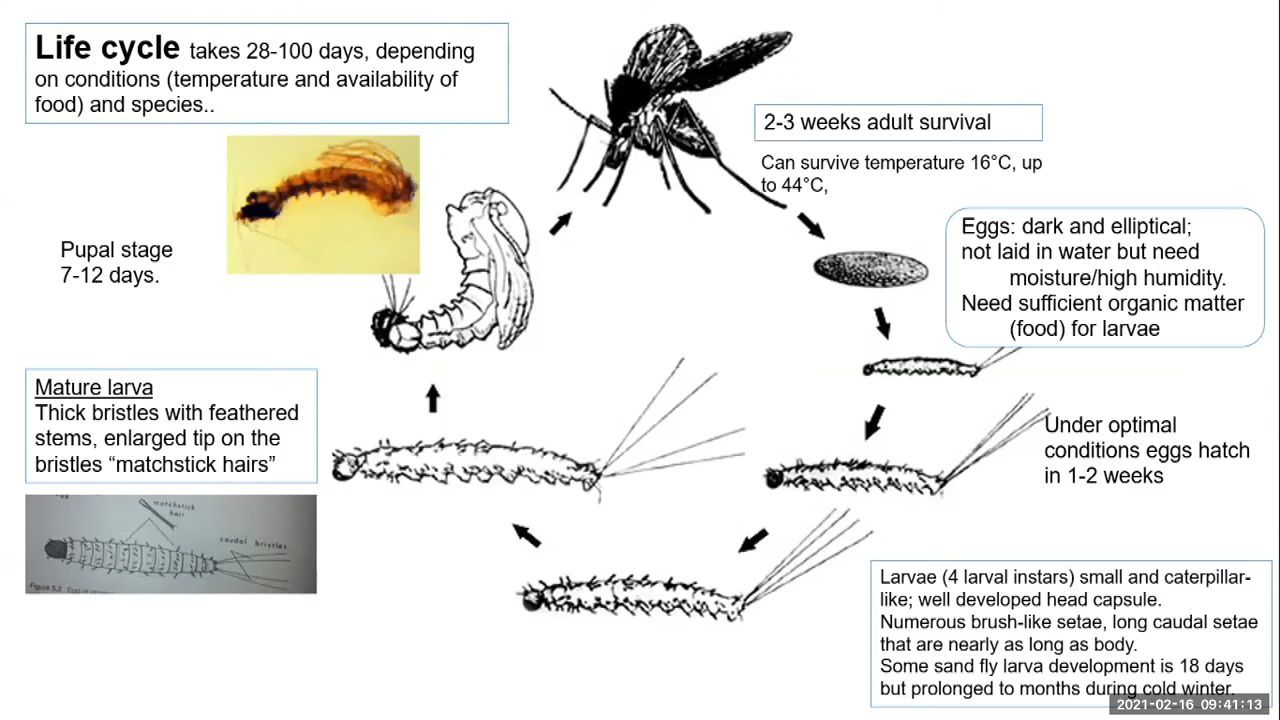 Life cycle takes 28-100 days, depending
on conditions (temperature and availability of
food) and species..
2-3 weeks adult survival
Can survive temperature 16°C, up
to 44°C,
Eggs: dark and elliptical;
not laid in water but need
moisture/high humidity.
Need sufficient organic matter
(food) for larvae
Pupal stage
7-12 days.
Mature larva
Thick bristles with feathered
stems, enlarged tip on the
bristles “matchstick hairs”
matchstick
hair
caudal bristles
Figure 5.2
Under optimal
conditions eggs hatch
in 1-2 weeks
Larvae (4 larval instars) small and caterpillar-
like; well developed head capsule.
Numerous brush-like setae, long caudal setae
that are nearly as long as body.
Some sand fly larva development is 18 days
but prolonged to months during cold winter.
2021-02-16 09:41:13